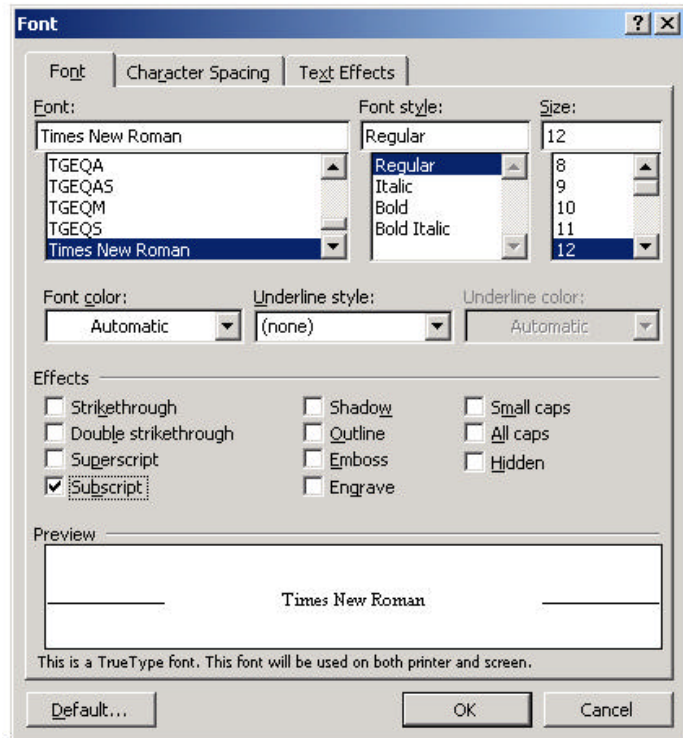 Font
Font Character Spacing Text Effects
Font: Font style: Size:
Times New Roman Regular 12
TGEQA Regular 8
TGEQAS Italic 9
TGEQM Bold 10
TGEQS Bold Italic 11
Times New Roman 12
Font color: Underline style: Underline color:
Automatic (none) Automatic
Effects
Strikethrough Shadow Small caps
Double strikethrough Outline All caps
Superscript Emboss Hidden
Subscript Engrave
Preview
Times New Roman
This is a TrueType font. This font will be used on both printer and screen.
Default... OK Cancel